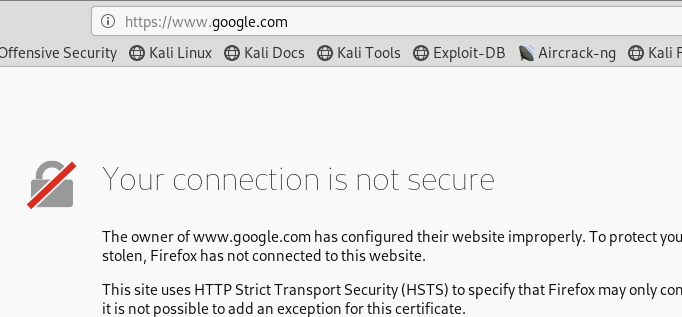 https://www.google.com
Offensive Security Kali Linux Kali Docs Kali Tools Exploit-DB Aircrack-ng Kali F
Your connection is not secure
The owner of www.google.com has configured their website improperly. To protect you
stolen, Firefox has not connected to this website.
This site uses HTTP Strict Transport Security (HSTS) to specify that Firefox may only con
it is not possible to add an exception for this certificate.